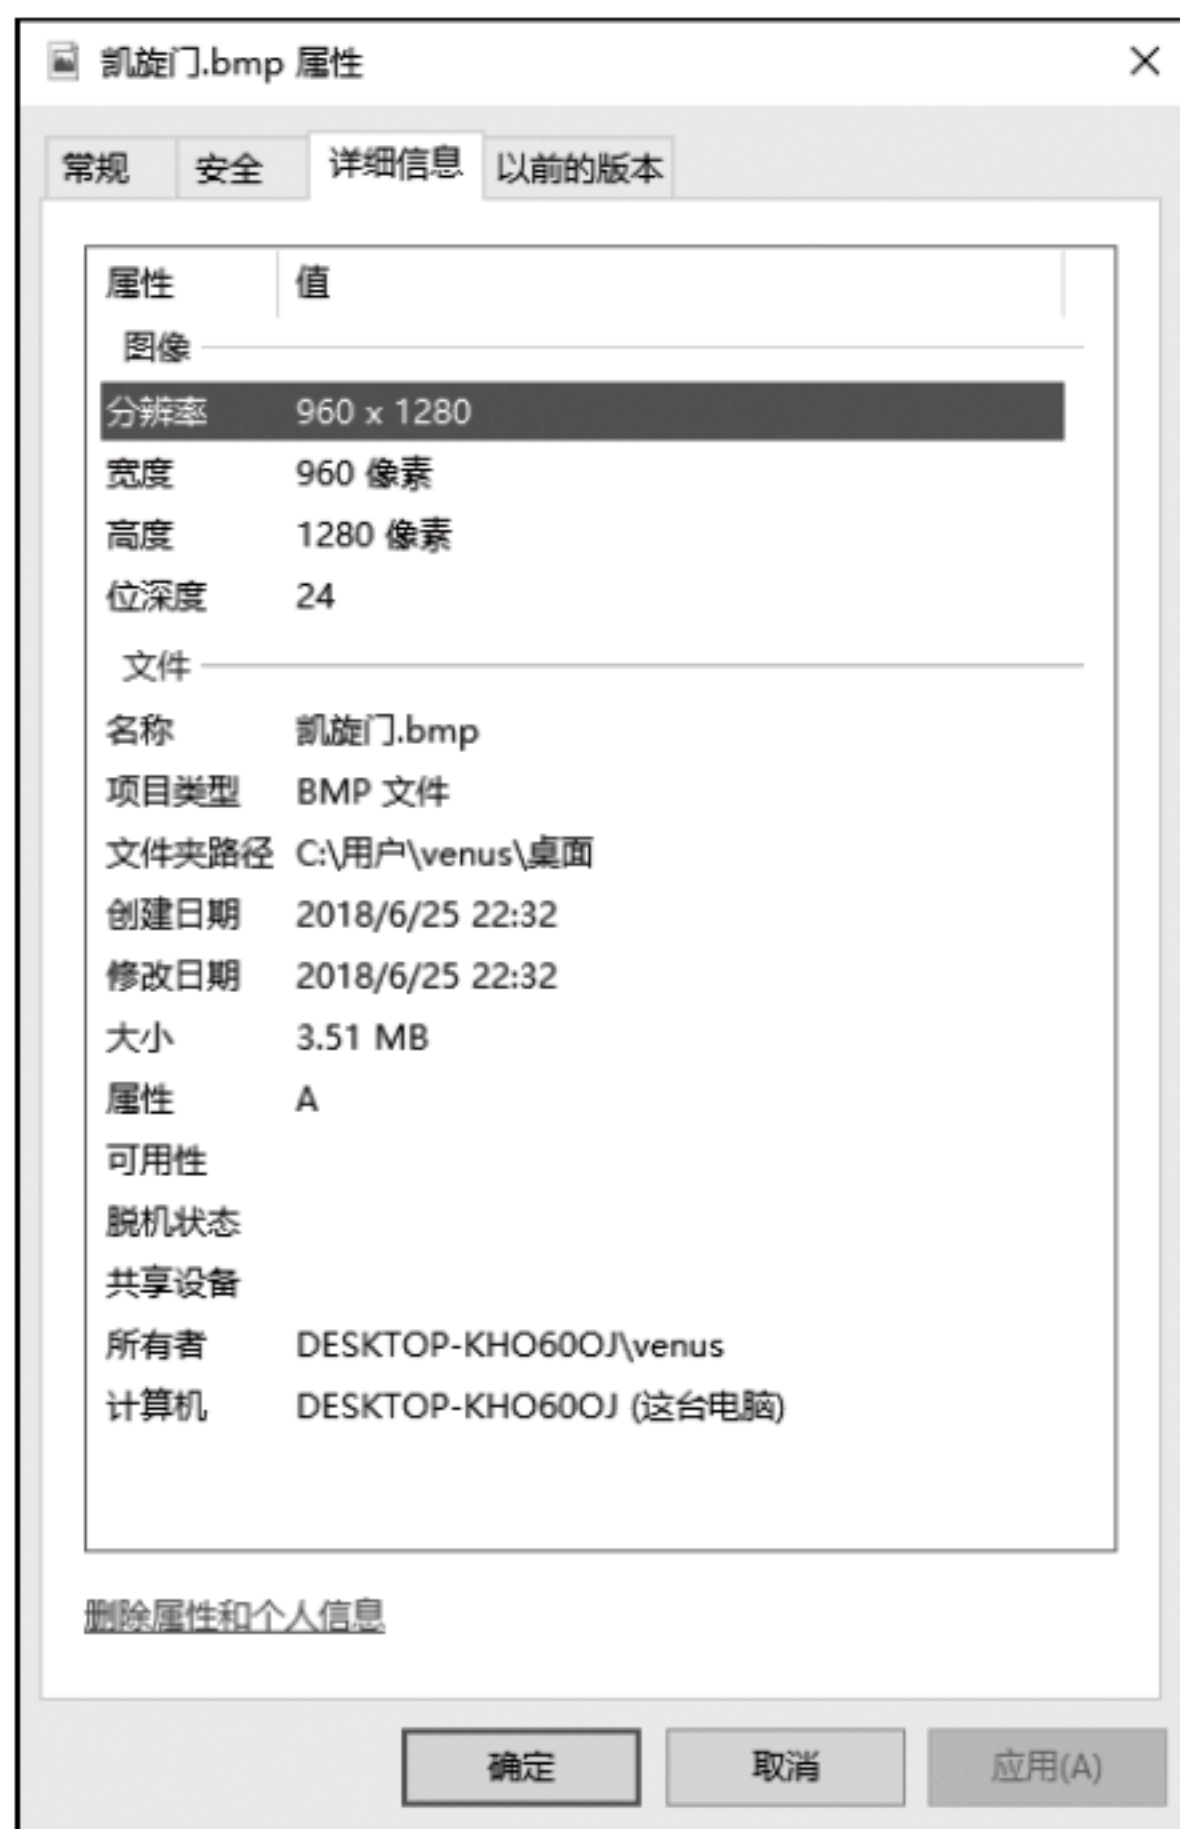 凯旋门.bmp 属性
常规 安全 详细信息 以前的版本
属性 值
图像
分辨率 960 x 1280
宽度 960 像素
高度 1280 像素
位深度 24
文件
名称 凯旋门.bmp
项目类型 BMP 文件
文件夹路径 C:\用户\venus\桌面
创建日期 2018/6/25 22:32
修改日期 2018/6/25 22:32
大小 3.51 MB
属性 A
可用性
脱机状态
共享设备
所有者 DESKTOP-KHO60OJ\venus
计算机 DESKTOP-KHO60OJ (这台电脑)
删除属性和个人信息
确定 取消 应用(A)